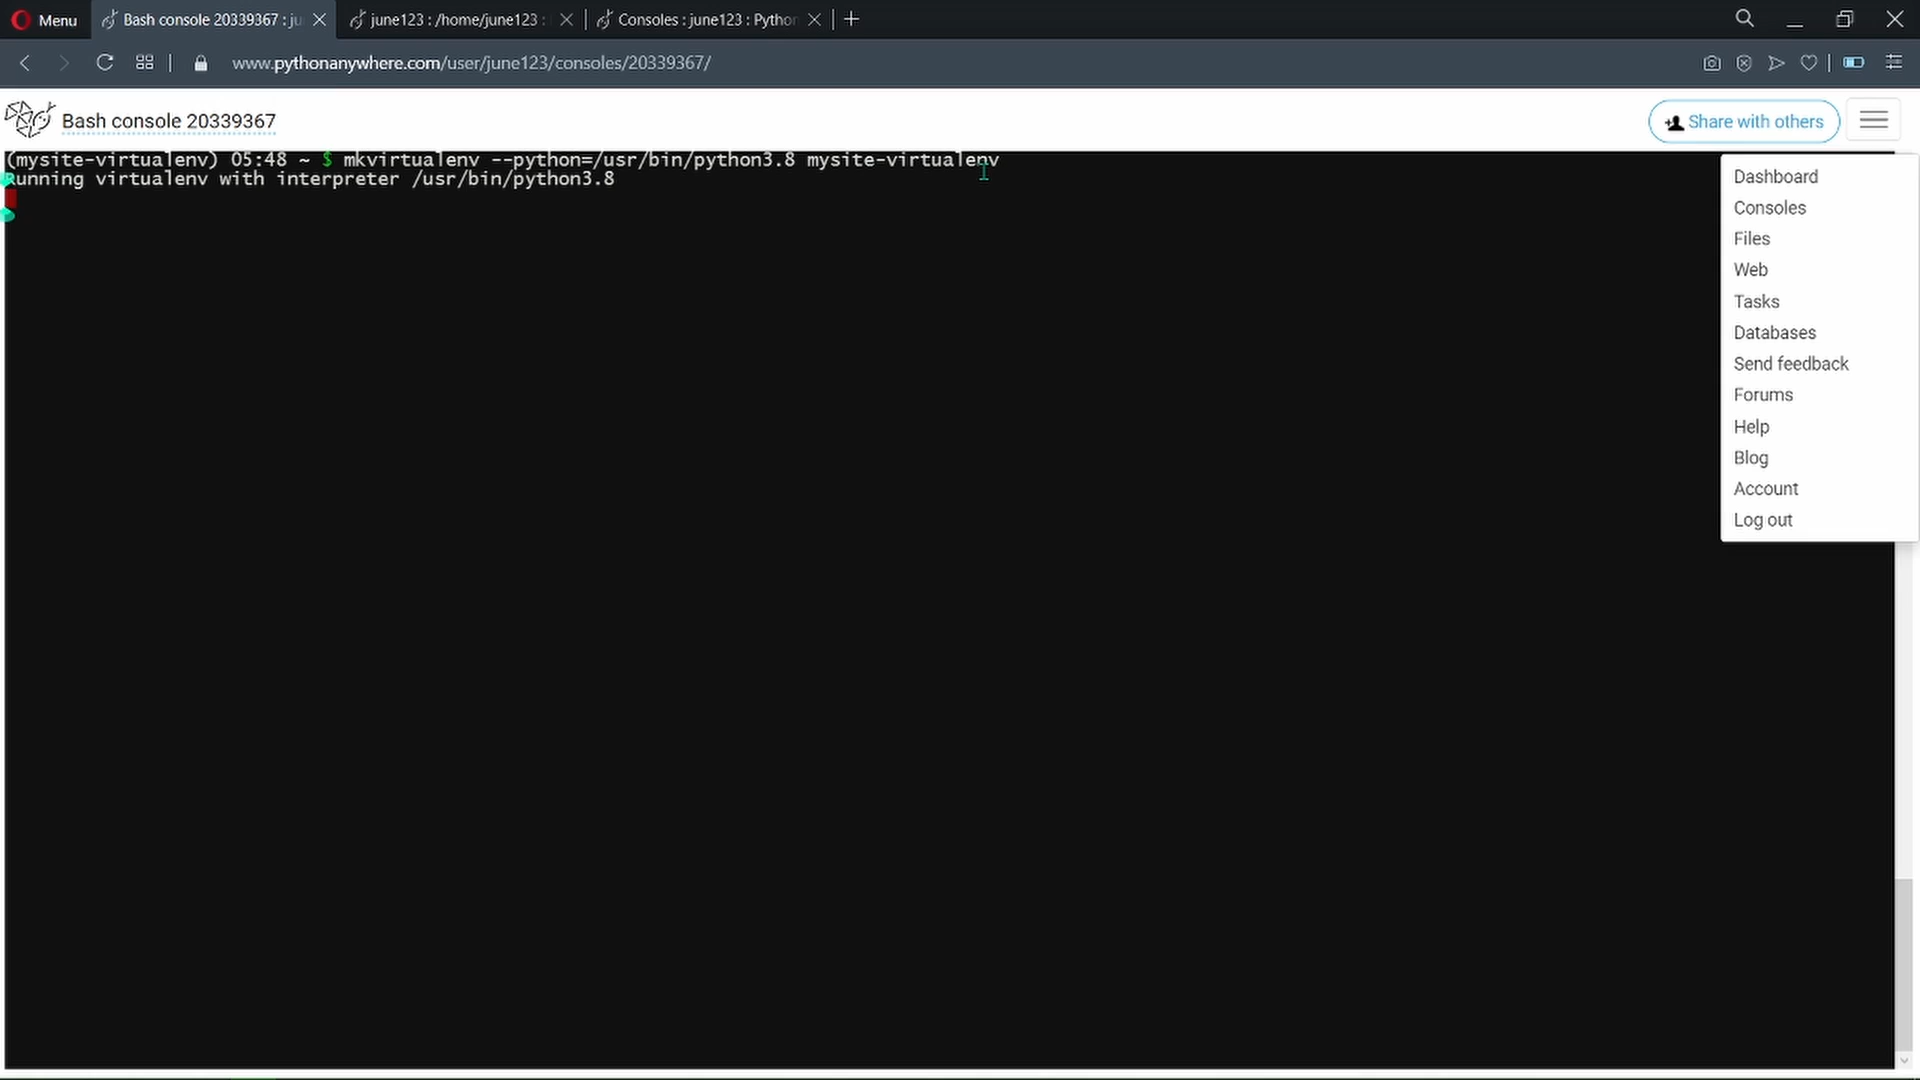 Menu
Bash console 20339367 : ju
june123 : /home/june123 :
Consoles : june123 : Python
www.pythonanywhere.com/user/june123/consoles/20339367/
Bash console 20339367
Share with others
(mysite-virtualenv) 05:48 ~ $ mkvirtualenv --python=/usr/bin/python3.8 mysite-virtualenv
Running virtualenv with interpreter /usr/bin/python3.8
Dashboard
Consoles
Files
Web
Tasks
Databases
Send feedback
Forums
Help
Blog
Account
Log out